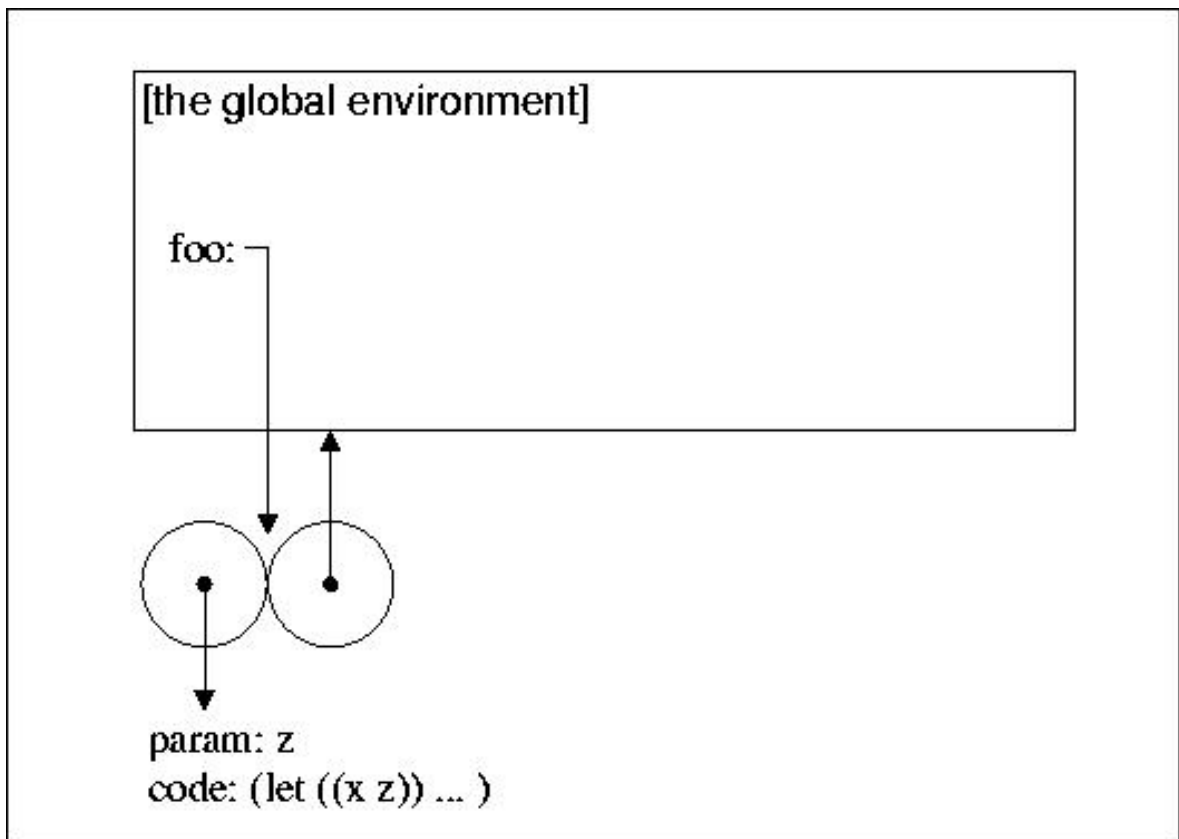 [the global environment]
foo:
param: z
code: (let ((x z)) ... )